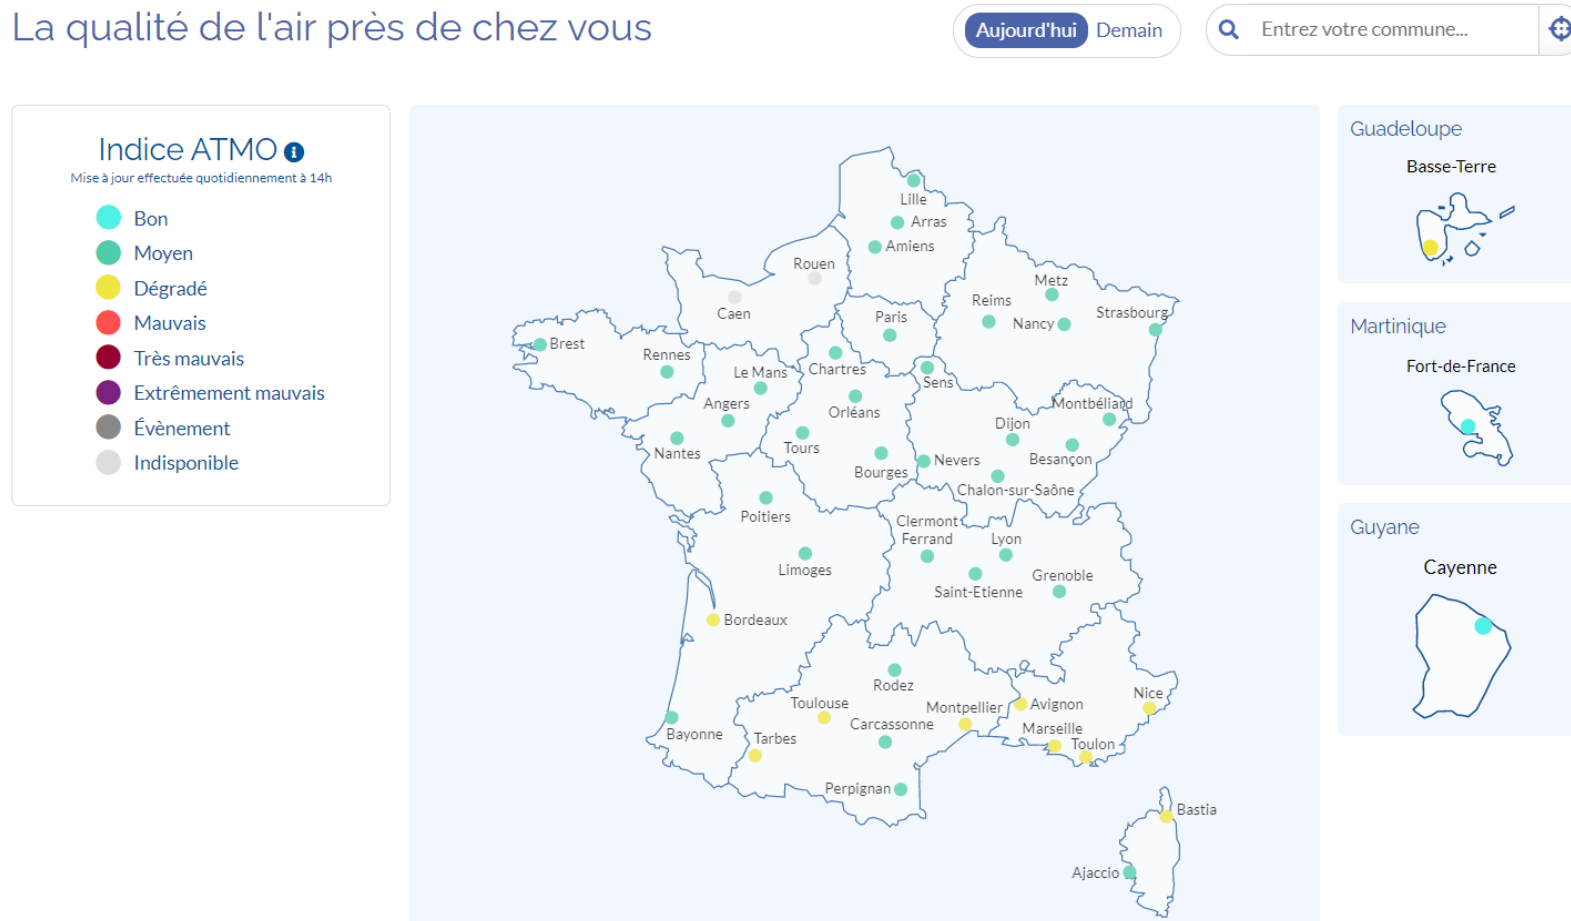 La qualité de l'air près de chez vous
Aujourd'hui Demain
Entrez votre commune...
Indice ATMO
Mise à jour effectuée quotidiennement à 14h
Bon
Moyen
Dégradé
Mauvais
Très mauvais
Extrêmement mauvais
Évènement
Indisponible
Lille
Arras
Amiens
Rouen
Caen
Metz
Reims
Nancy
Strasbourg
Paris
Brest
Rennes
Le Mans
Chartres
Sens
Angers
Orléans
Montbéliard
Dijon
Nantes
Tours
Bourges
Nevers
Besançon
Chalon-sur-Saône
Poitiers
Clermont
Ferrand
Lyon
Limoges
Saint-Etienne
Grenoble
Bordeaux
Rodez
Toulouse
Montpellier
Avignon
Nice
Bayonne
Tarbes
Carcassonne
Marseille
Toulon
Perpignan
Bastia
Ajaccio
Guadeloupe
Basse-Terre
Martinique
Fort-de-France
Guyane
Cayenne